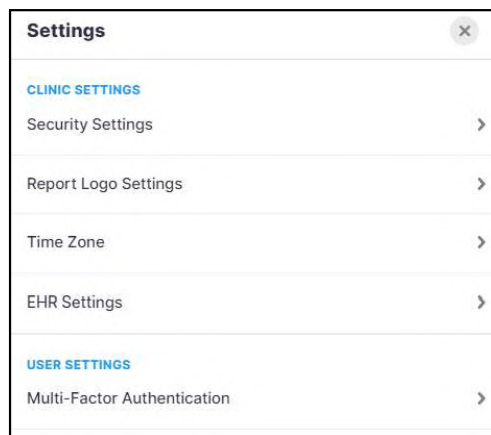 Settings
CLINIC SETTINGS
Security Settings
Report Logo Settings
Time Zone
EHR Settings
USER SETTINGS
Multi-Factor Authentication